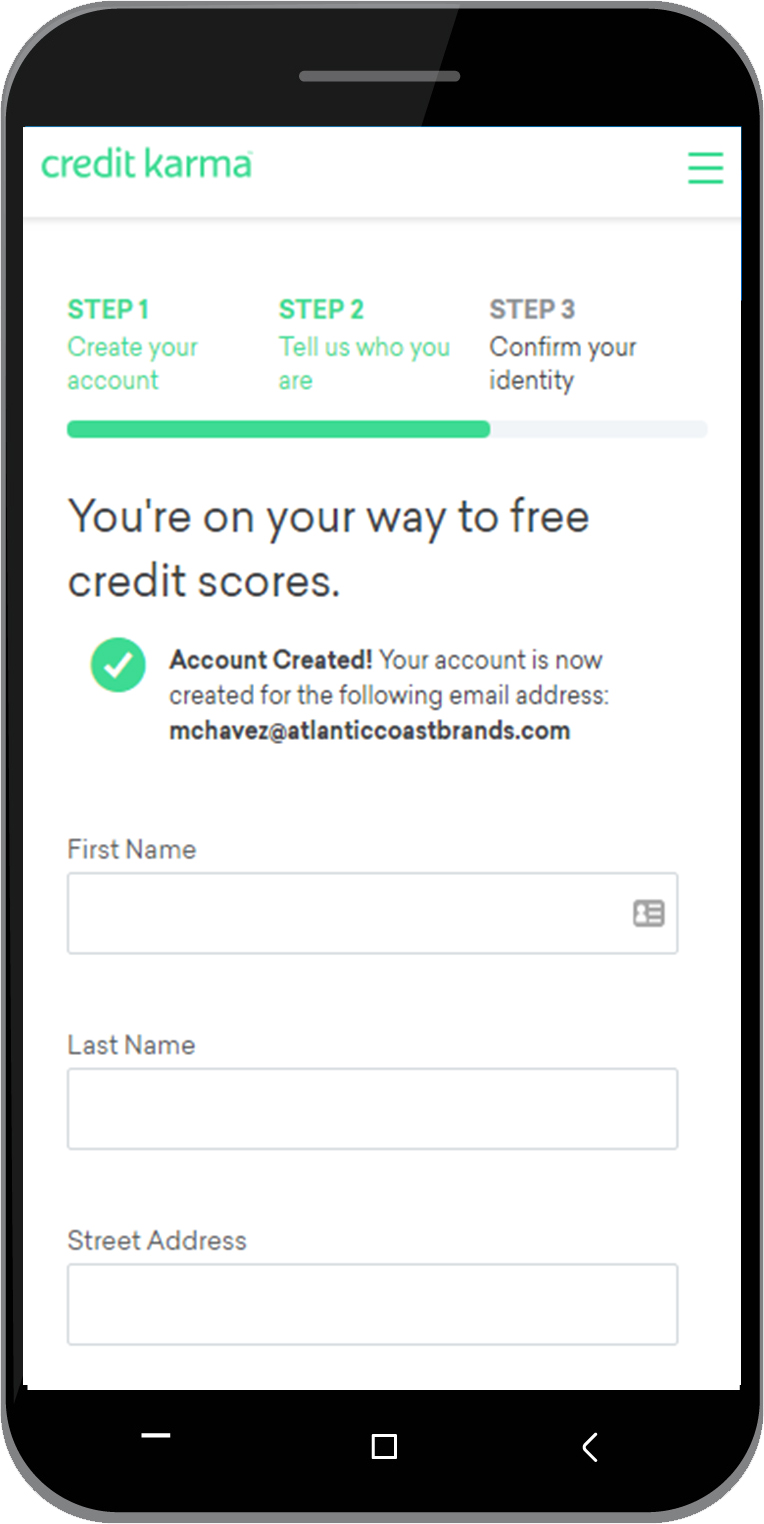 credit karma
STEP 1
Create your
account
STEP 2
Tell us who you
are
STEP 3
Confirm your
identity
You're on your way to free
credit scores.
Account Created! Your account is now
created for the following email address:
mchavez@atlanticcoastbrands.com
First Name
Last Name
Street Address